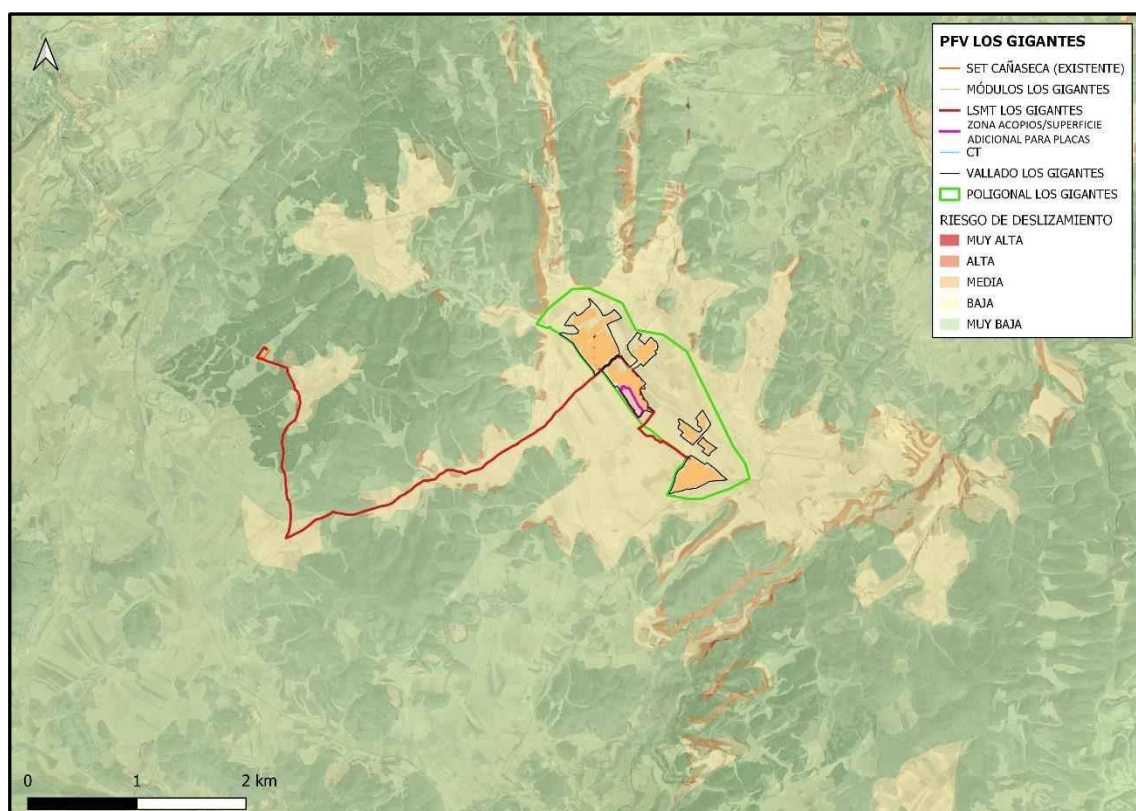 PFV LOS GIGANTES
SET CAÑASECA (EXISTENTE)
MÓDULOS LOS GIGANTES
LSMT LOS GIGANTES
ZONA ACOPIOS/SUPERFICIE
ADICIONAL PARA PLACAS
CT
VALLADO LOS GIGANTES
POLIGONAL LOS GIGANTES
RIESGO DE DESLIZAMIENTO
MUY ALTA
ALTA
MEDIA
BAJA
MUY BAJA
0 1 2 km